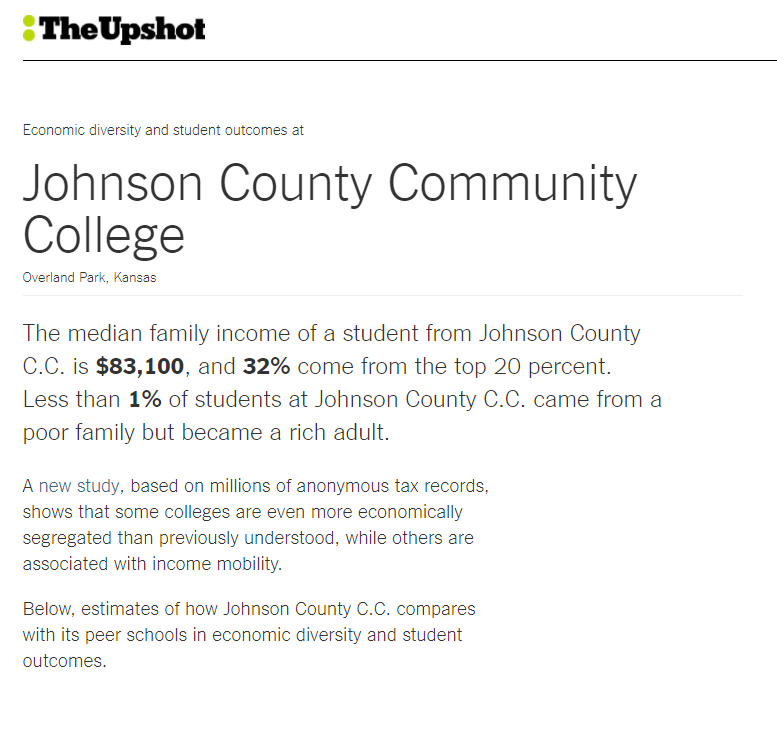 TheUpshot
Economic diversity and student outcomes at
Johnson County Community
College
Overland Park, Kansas
The median family income of a student from Johnson County
C.C. is $83,100, and 32% come from the top 20 percent.
Less than 1% of students at Johnson County C.C. came from a
poor family but became a rich adult.
A new study, based on millions of anonymous tax records,
shows that some colleges are even more economically
segregated than previously understood, while others are
associated with income mobility.
Below, estimates of how Johnson County C.C. compares
with its peer schools in economic diversity and student
outcomes.